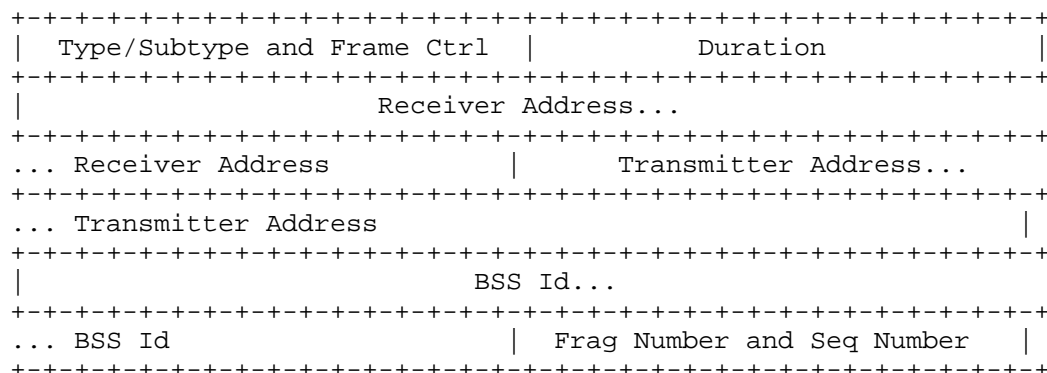 +-+-+-+-+-+-+-+-+-+-+-+-+-+-+-+-+-+-+-+-+-+-+-+-+-+-+-+-+-+-+-+-+
|  Type/Subtype and Frame Ctrl  |           Duration            |
+-+-+-+-+-+-+-+-+-+-+-+-+-+-+-+-+-+-+-+-+-+-+-+-+-+-+-+-+-+-+-+-+
|                      Receiver Address...
+-+-+-+-+-+-+-+-+-+-+-+-+-+-+-+-+-+-+-+-+-+-+-+-+-+-+-+-+-+-+-+-+
... Receiver Address            |      Transmitter Address...
+-+-+-+-+-+-+-+-+-+-+-+-+-+-+-+-+-+-+-+-+-+-+-+-+-+-+-+-+-+-+-+-+
... Transmitter Address                                         |
+-+-+-+-+-+-+-+-+-+-+-+-+-+-+-+-+-+-+-+-+-+-+-+-+-+-+-+-+-+-+-+-+
|                            BSS Id...
+-+-+-+-+-+-+-+-+-+-+-+-+-+-+-+-+-+-+-+-+-+-+-+-+-+-+-+-+-+-+-+-+
... BSS Id                      |  Frag Number and Seq Number   |
+-+-+-+-+-+-+-+-+-+-+-+-+-+-+-+-+-+-+-+-+-+-+-+-+-+-+-+-+-+-+-+-+